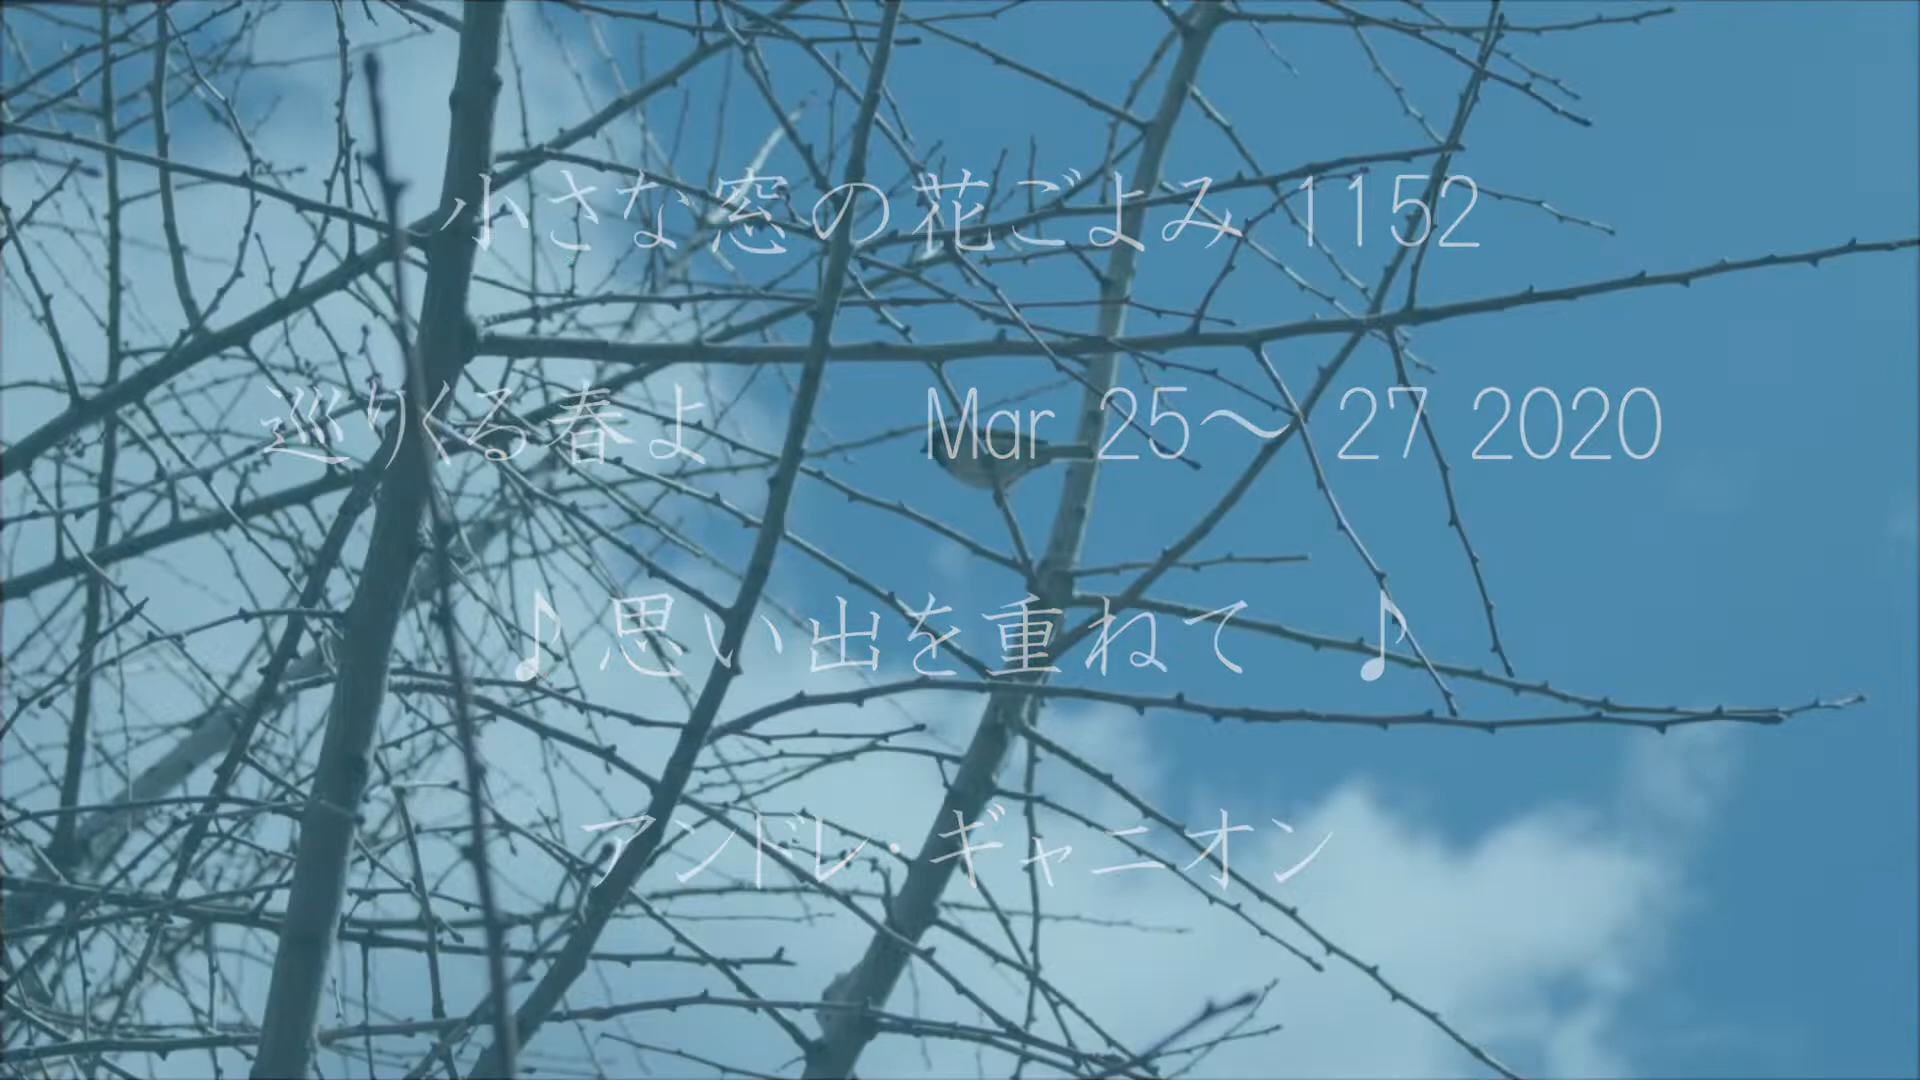 小さな窓の花ごよみ 1152
巡りくる春よ Mar 25～ 27 2020
♪ 思い出を重ねて ♪
アンドレ・ギャニオン